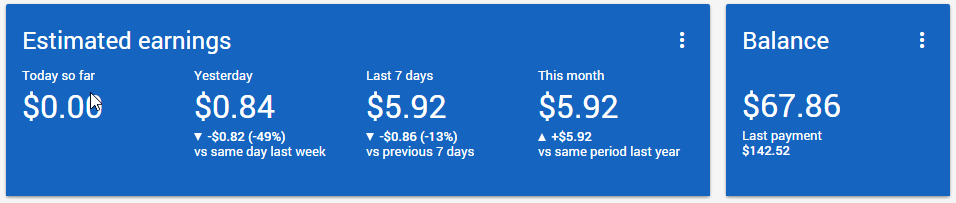 Estimated earnings
Today so far
$0.00
Yesterday
$0.84
▼ -$0.82 (-49%)
vs same day last week
Last 7 days
$5.92
▼ -$0.86 (-13%)
vs previous 7 days
This month
$5.92
▲ +$5.92
vs same period last year
Balance
$67.86
Last payment
$142.52